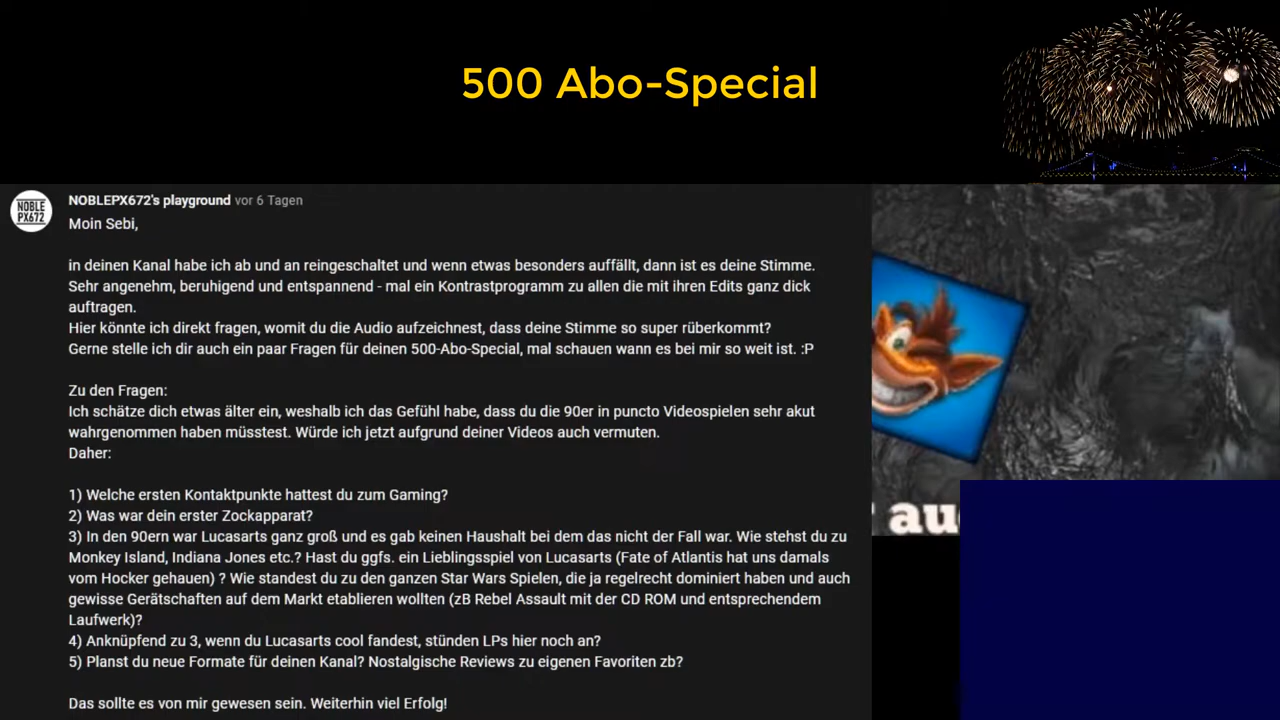 500 Abo-Special
NOBLE
PX672
NOBLEPX672's playground vor 6 Tagen
Moin Sebi,
in deinen Kanal habe ich ab und an reingeschaltet und wenn etwas besonders auffällt, dann ist es deine Stimme.
Sehr angenehm, beruhigend und entspannend - mal ein Kontrastprogramm zu allen die mit ihren Edits ganz dick
auftragen.
Hier könnte ich direkt fragen, womit du die Audio aufzeichnest, dass deine Stimme so super rüberkommt?
Gerne stelle ich dir auch ein paar Fragen für deinen 500-Abo-Special, mal schauen wann es bei mir so weit ist. :P
Zu den Fragen:
Ich schätze dich etwas älter ein, weshalb ich das Gefühl habe, dass du die 90er in puncto Videospielen sehr akut
wahrgenommen haben müsstest. Würde ich jetzt aufgrund deiner Videos auch vermuten.
Daher:
1) Welche ersten Kontaktpunkte hattest du zum Gaming?
2) Was war dein erster Zockapparat?
3) In den 90ern war Lucasarts ganz groß und es gab keinen Haushalt bei dem das nicht der Fall war. Wie stehst du zu
Monkey Island, Indiana Jones etc.? Hast du ggfs. ein Lieblingsspiel von Lucasarts (Fate of Atlantis hat uns damals
vom Hocker gehauen) ? Wie standest du zu den ganzen Star Wars Spielen, die ja regelrecht dominiert haben und auch
gewisse Gerätschaften auf dem Markt etablieren wollten (zB Rebel Assault mit der CD ROM und entsprechendem
Laufwerk)?
4) Anknüpfend zu 3, wenn du Lucasarts cool fandest, stünden LPs hier noch an?
5) Planst du neue Formate für deinen Kanal? Nostalgische Reviews zu eigenen Favoriten zb?
Das sollte es von mir gewesen sein. Weiterhin viel Erfolg!